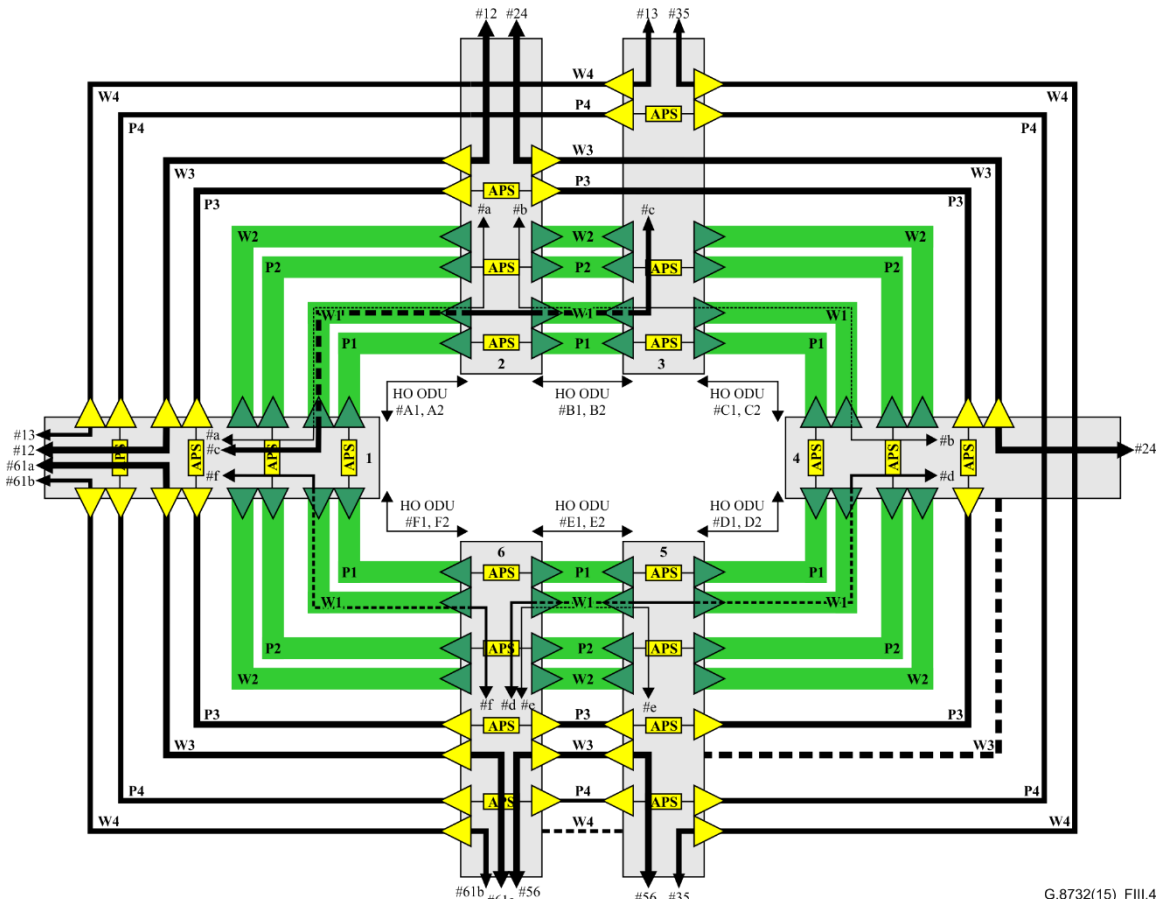 #12 #24 #13 #35
W4 W4 W4
P4 APS
P4 P4
W3 W3 W3
P3 APS P3 P3
#a #b #c
W2 W2 W2
APS P2 APS
P2 P2
W1 W1 W1
P1 APS P1 APS P1
2 3
HO ODU HO ODU HO ODU
#A1, A2 #B1, B2 #C1, C2
#13 #a #b
#12 #c 1 4 #24
#61a APS APS APS APS APS APS APS
#61b #f #d
HO ODU HO ODU HO ODU
#F1, F2 #E1, E2 #D1, D2
6 5
P1 APS P1 APS P1
W1 W1 W1
P2 APS P2 APS P2
W2 W2 W2
#f #d #e #e
P3 APS P3 APS P3
W3 W3 W3
P4 APS P4 APS P4
W4 W4 W4
#61b #56 #56 #35
G.8732(15)_FIII.4